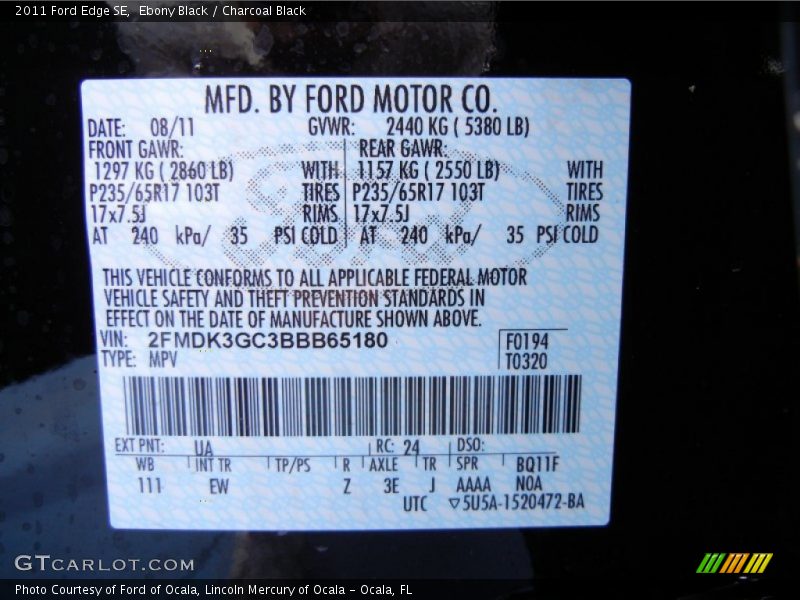 2011 Ford Edge SE,  Ebony Black / Charcoal Black
MFD. BY FORD MOTOR CO.
DATE: 08/11 GVWR: 2440 KG ( 5380 LB)
FRONT GAWR: REAR GAWR:
1297 KG ( 2860 LB) WITH 1157 KG ( 2550 LB) WITH
P235/65R17 103T TIRES P235/65R17 103T TIRES
17x7.5J RIMS 17x7.5J RIMS
AT 240 kPa/ 35 PSI COLD AT 240 kPa/ 35 PSI COLD
Ford
THIS VEHICLE CONFORMS TO ALL APPLICABLE FEDERAL MOTOR
VEHICLE SAFETY AND THEFT PREVENTION STANDARDS IN
EFFECT ON THE DATE OF MANUFACTURE SHOWN ABOVE.
VIN: 2FMDK3GC3BBB65180 F0194
TYPE: MPV T0320
EXT PNT: UA RC: 24 DSO:
WB INT TR TP/PS R AXLE TR SPR BQ11F
111 EW Z 3E J AAAA NOA
UTC ▽5U5A-1520472-BA
GTCARLOT.COM
Photo Courtesy of Ford of Ocala, Lincoln Mercury of Ocala - Ocala, FL